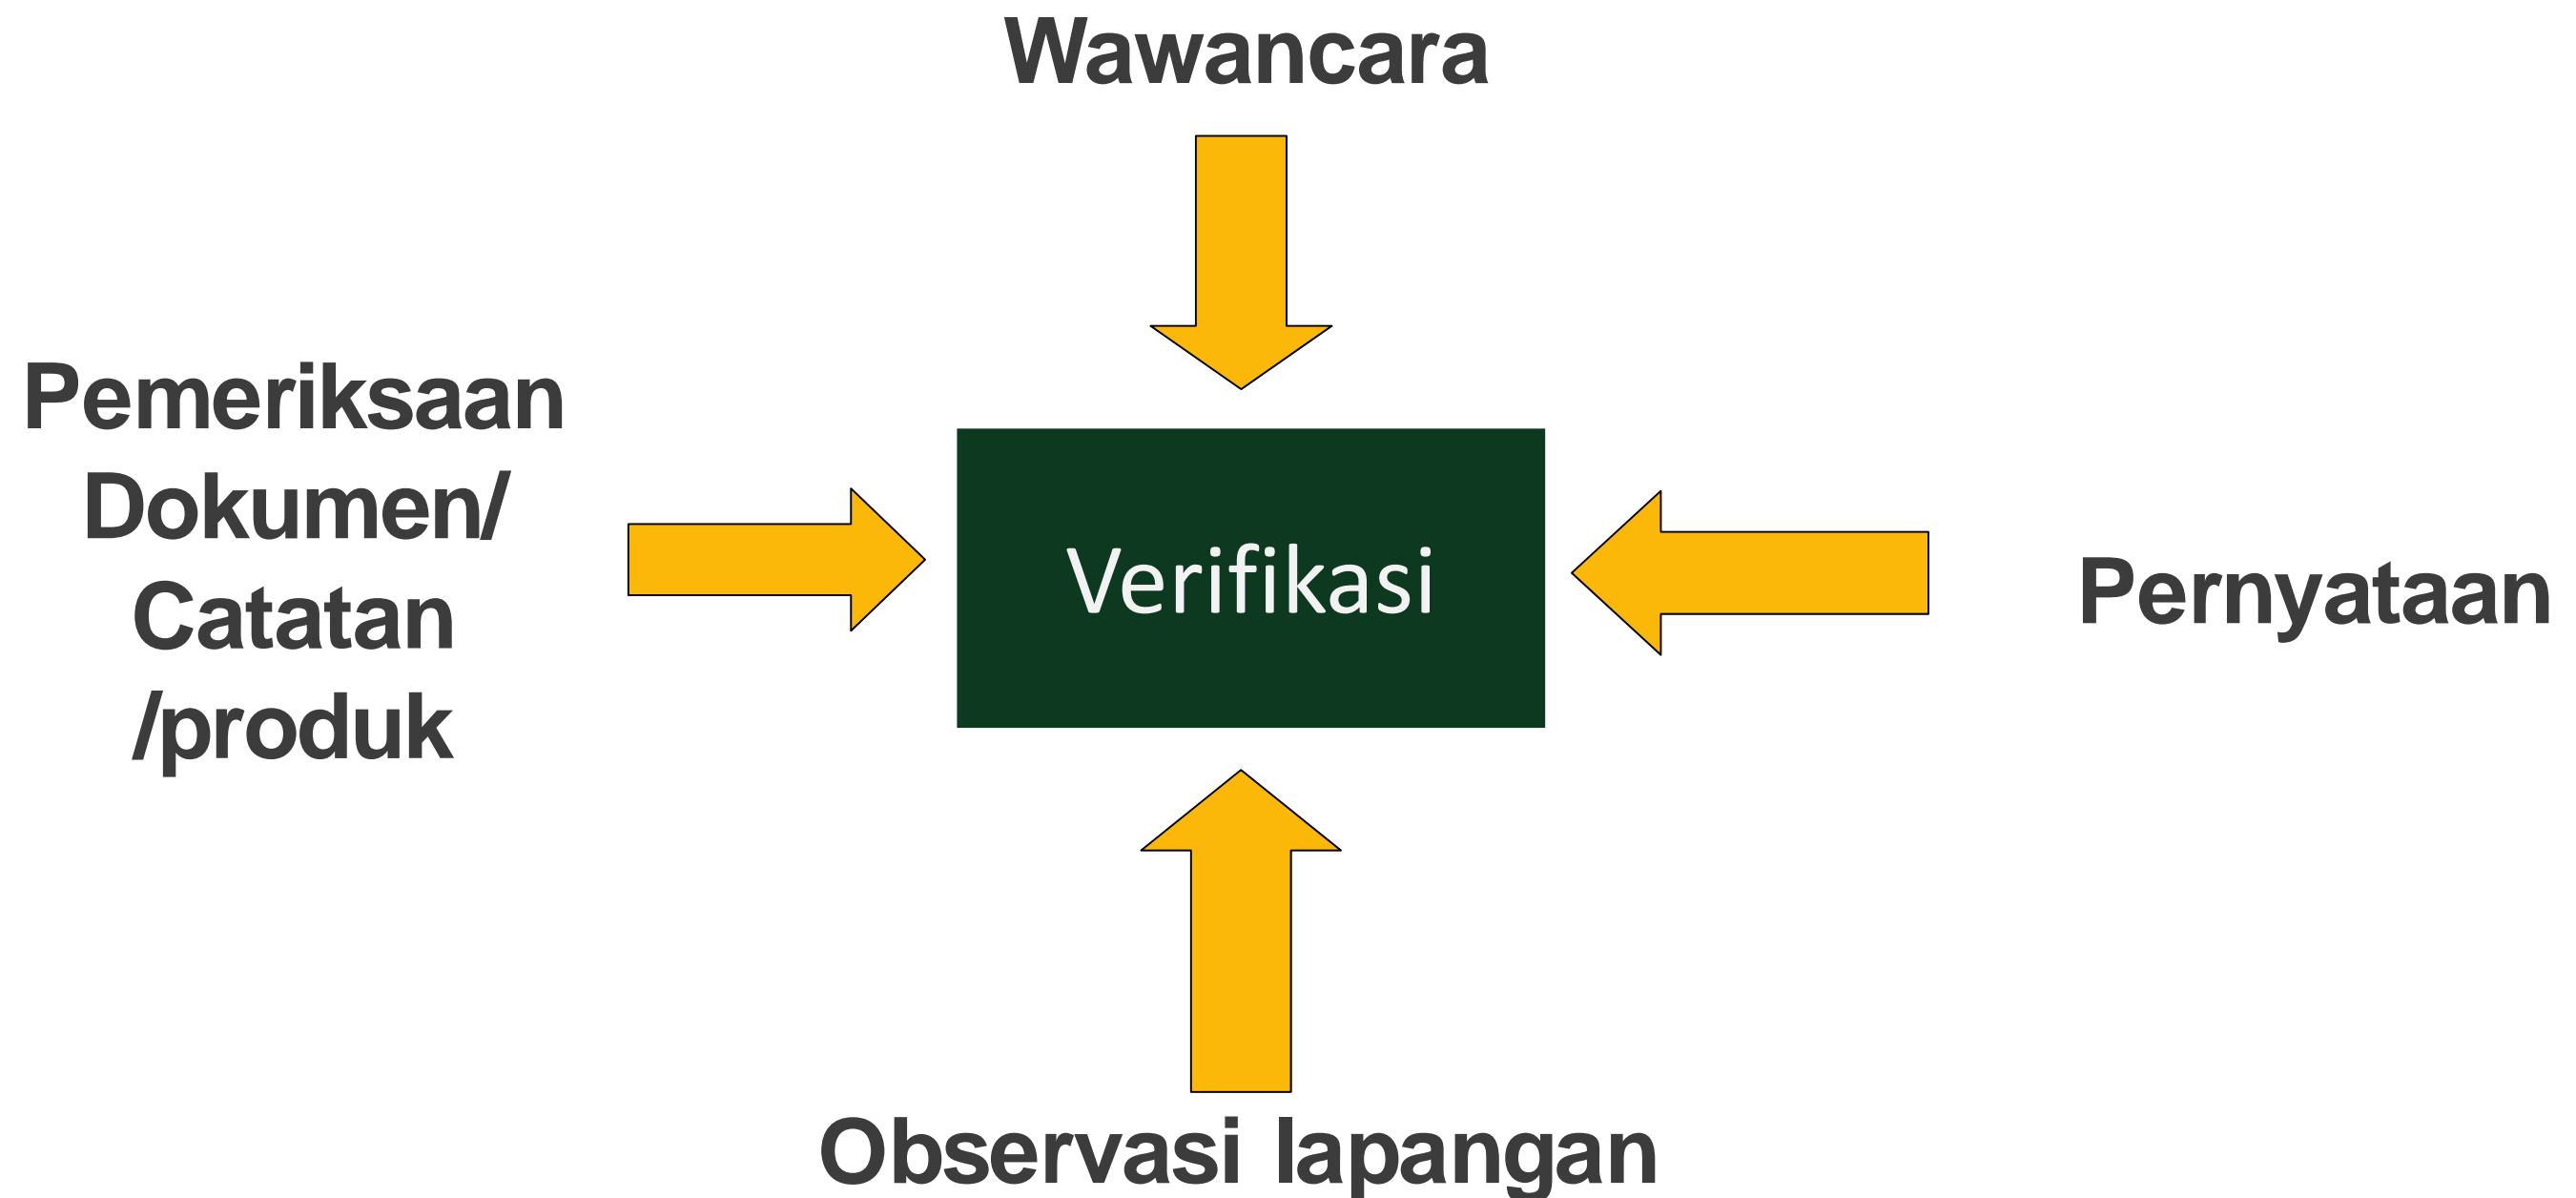 Wawancara
Pemeriksaan
Dokumen/
Catatan
/produk
Verifikasi
Pernyataan
Observasi lapangan